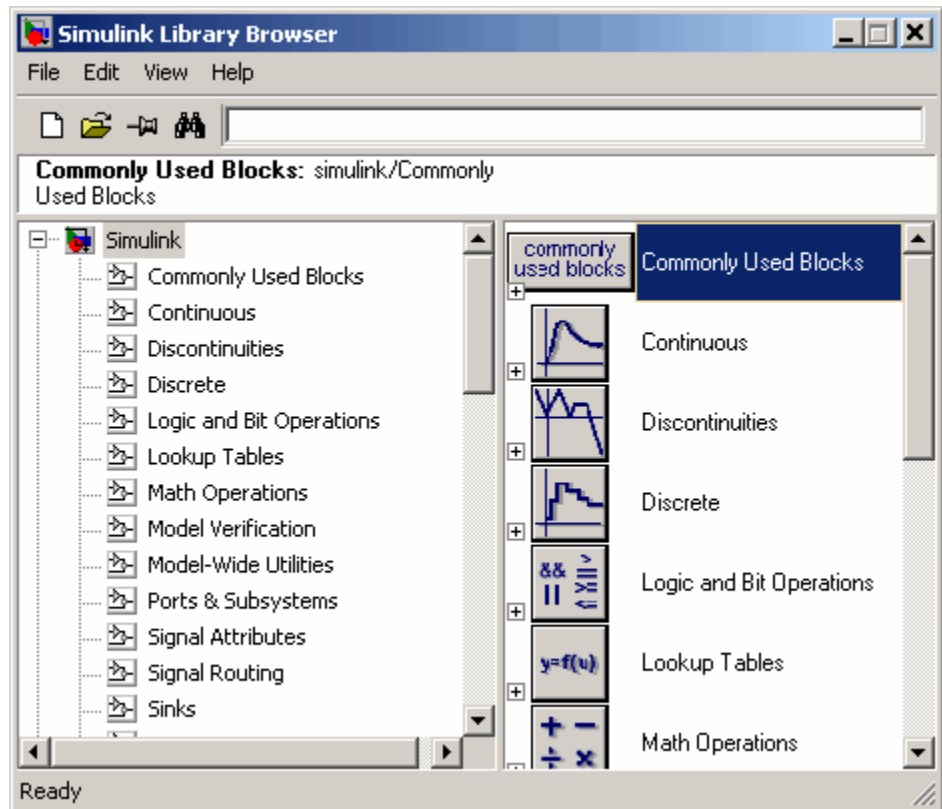 Simulink Library Browser
File Edit View Help
Commonly Used Blocks: simulink/Commonly
Used Blocks
Simulink
Commonly Used Blocks
Continuous
Discontinuities
Discrete
Logic and Bit Operations
Lookup Tables
Math Operations
Model Verification
Model-Wide Utilities
Ports & Subsystems
Signal Attributes
Signal Routing
Sinks
commonly
used blocks
Commonly Used Blocks
Continuous
Discontinuities
Discrete
&& >
|| >=
<=
Logic and Bit Operations
y=f(u)
Lookup Tables
+ −
÷ ×
Math Operations
Ready